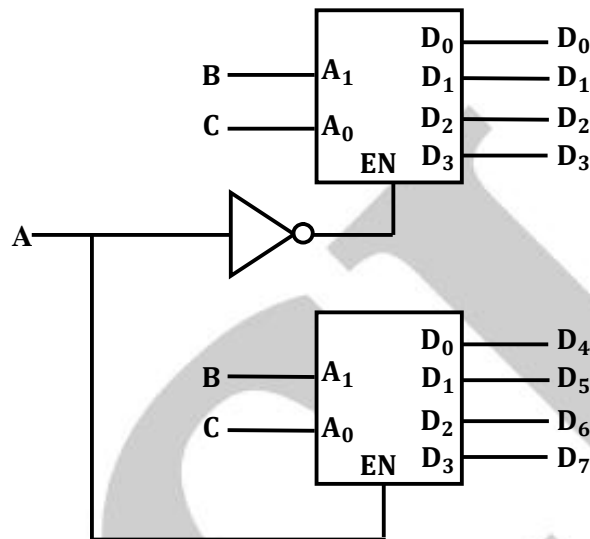 D₀ D₀
B A₁ D₁ D₁
C A₀ D₂ D₂
EN D₃ D₃
A
D₀ D₄
B A₁ D₁ D₅
C A₀ D₂ D₆
EN D₃ D₇